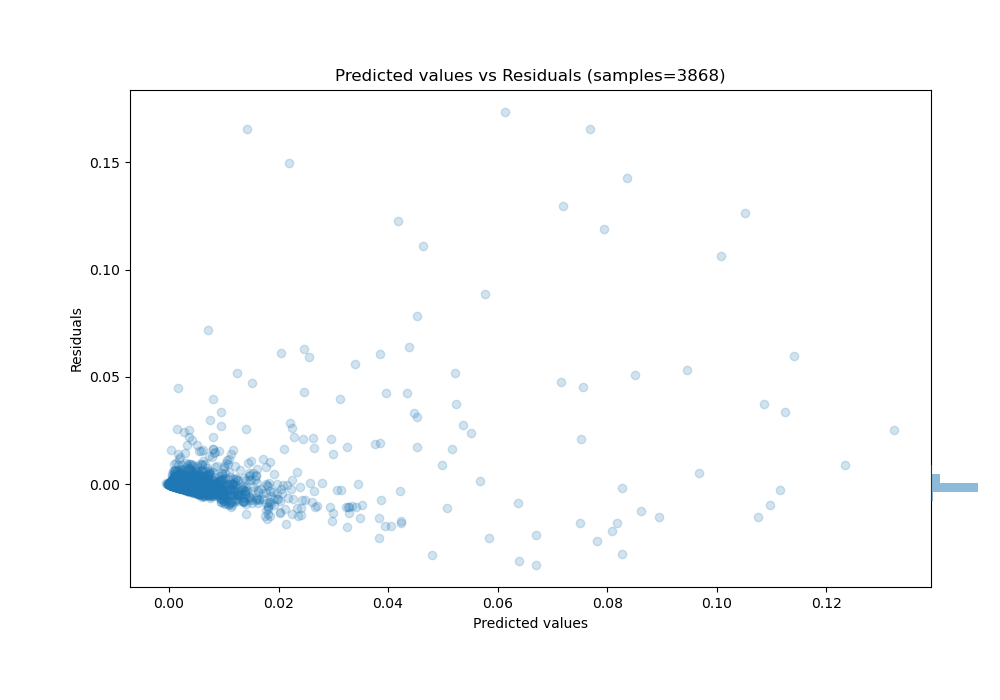 Predicted values vs Residuals (samples=3868)
Residuals
0.15
0.10
0.05
0.00
0.00 0.02 0.04 0.06 0.08 0.10 0.12
Predicted values